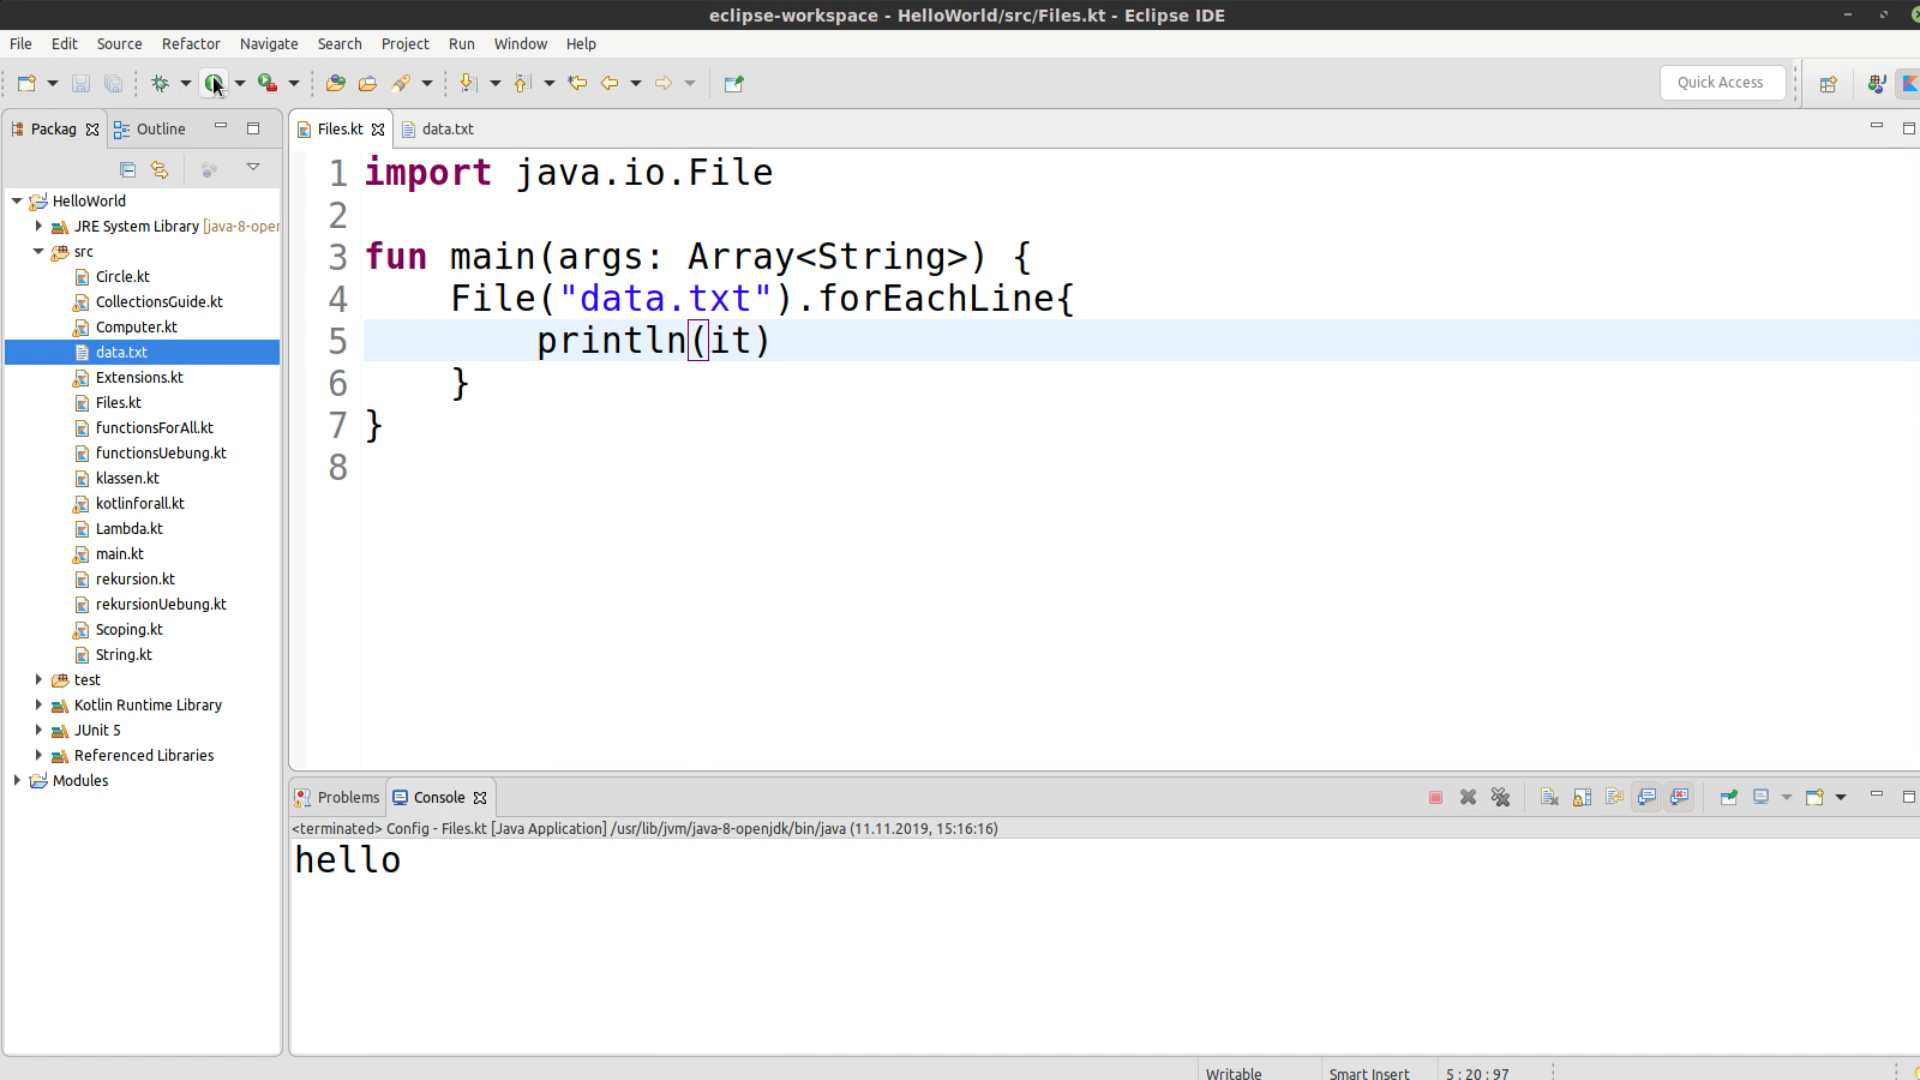 eclipse-workspace - HelloWorld/src/Files.kt - Eclipse IDE
File Edit Source Refactor Navigate Search Project Run Window Help
Quick Access
Packag Outline
Files.kt data.txt
HelloWorld
JRE System Library [java-8-oper
src
Circle.kt
CollectionsGuide.kt
Computer.kt
data.txt
Extensions.kt
Files.kt
functionsForAll.kt
functionsUebung.kt
klassen.kt
kotlinforall.kt
Lambda.kt
main.kt
rekursion.kt
rekursionUebung.kt
Scoping.kt
String.kt
test
Kotlin Runtime Library
JUnit 5
Referenced Libraries
Modules
1 import java.io.File
2
3 fun main(args: Array<String>) {
4 File("data.txt").forEachLine{
5 println(it)
6 }
7 }
8
Problems Console
<terminated> Config - Files.kt [Java Application] /usr/lib/jvm/java-8-openjdk/bin/java (11.11.2019, 15:16:16)
hello
Writable Smart Insert 5 : 20 : 97